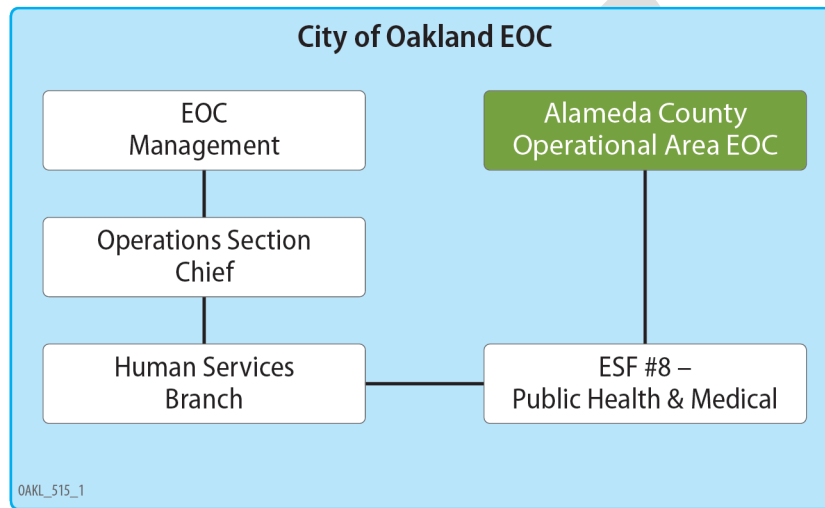 City of Oakland EOC
EOC
Management
Alameda County
Operational Area EOC
Operations Section
Chief
Human Services
Branch
ESF #8 –
Public Health & Medical
OAKL_515_1